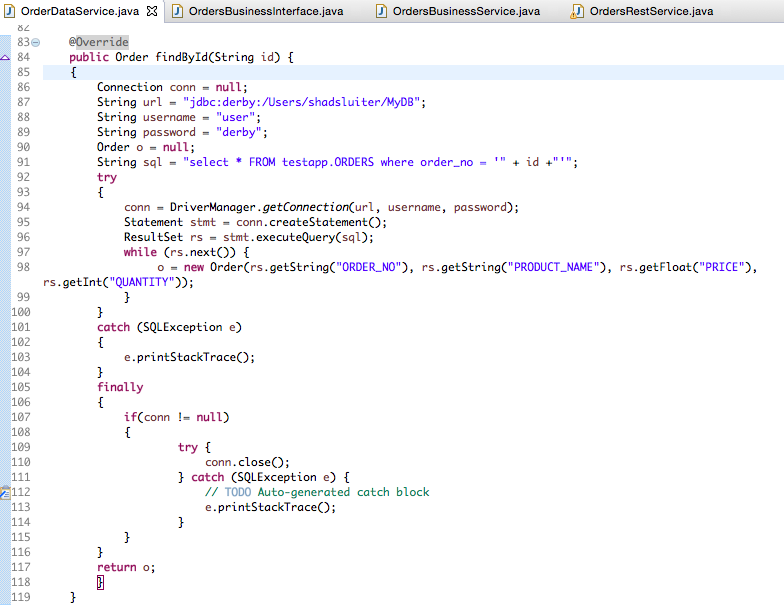 OrderDataService.java OrdersBusinessInterface.java OrdersBusinessService.java OrdersRestService.java
82
83 @Override
84 public Order findById(String id) {
85 {
86 Connection conn = null;
87 String url = "jdbc:derby:/Users/shadsluiter/MyDB";
88 String username = "user";
89 String password = "derby";
90 Order o = null;
91 String sql = "select * FROM testapp.ORDERS where order_no = '" + id +"'";
92 try
93 {
94 conn = DriverManager.getConnection(url, username, password);
95 Statement stmt = conn.createStatement();
96 ResultSet rs = stmt.executeQuery(sql);
97 while (rs.next()) {
98 o = new Order(rs.getString("ORDER_NO"), rs.getString("PRODUCT_NAME"), rs.getFloat("PRICE"),
rs.getInt("QUANTITY"));
99 }
100 }
101 catch (SQLException e)
102 {
103 e.printStackTrace();
104 }
105 finally
106 {
107 if(conn != null)
108 {
109 try {
110 conn.close();
111 } catch (SQLException e) {
112 // TODO Auto-generated catch block
113 e.printStackTrace();
114 }
115 }
116 }
117 return o;
118 }
119 }